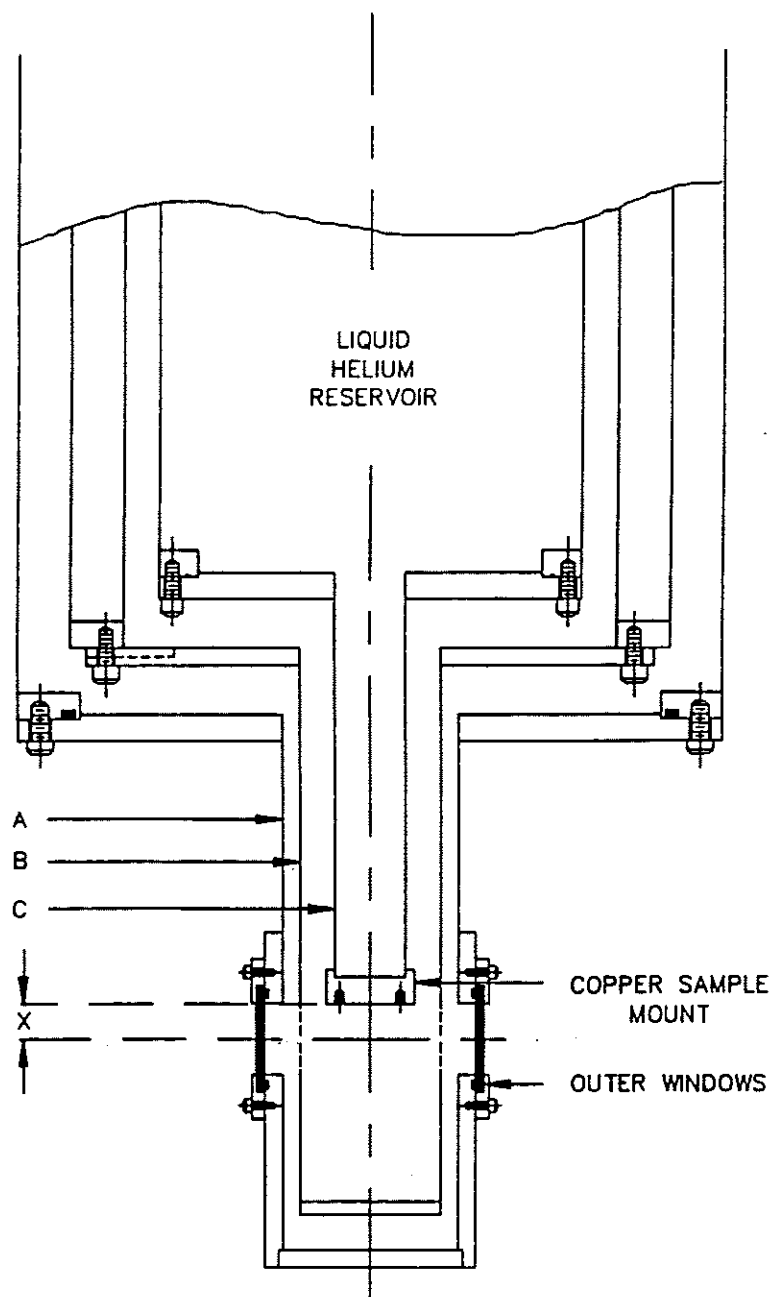 LIQUID
HELIUM
RESERVOIR
A
B
C
X
COPPER SAMPLE
MOUNT
OUTER WINDOWS